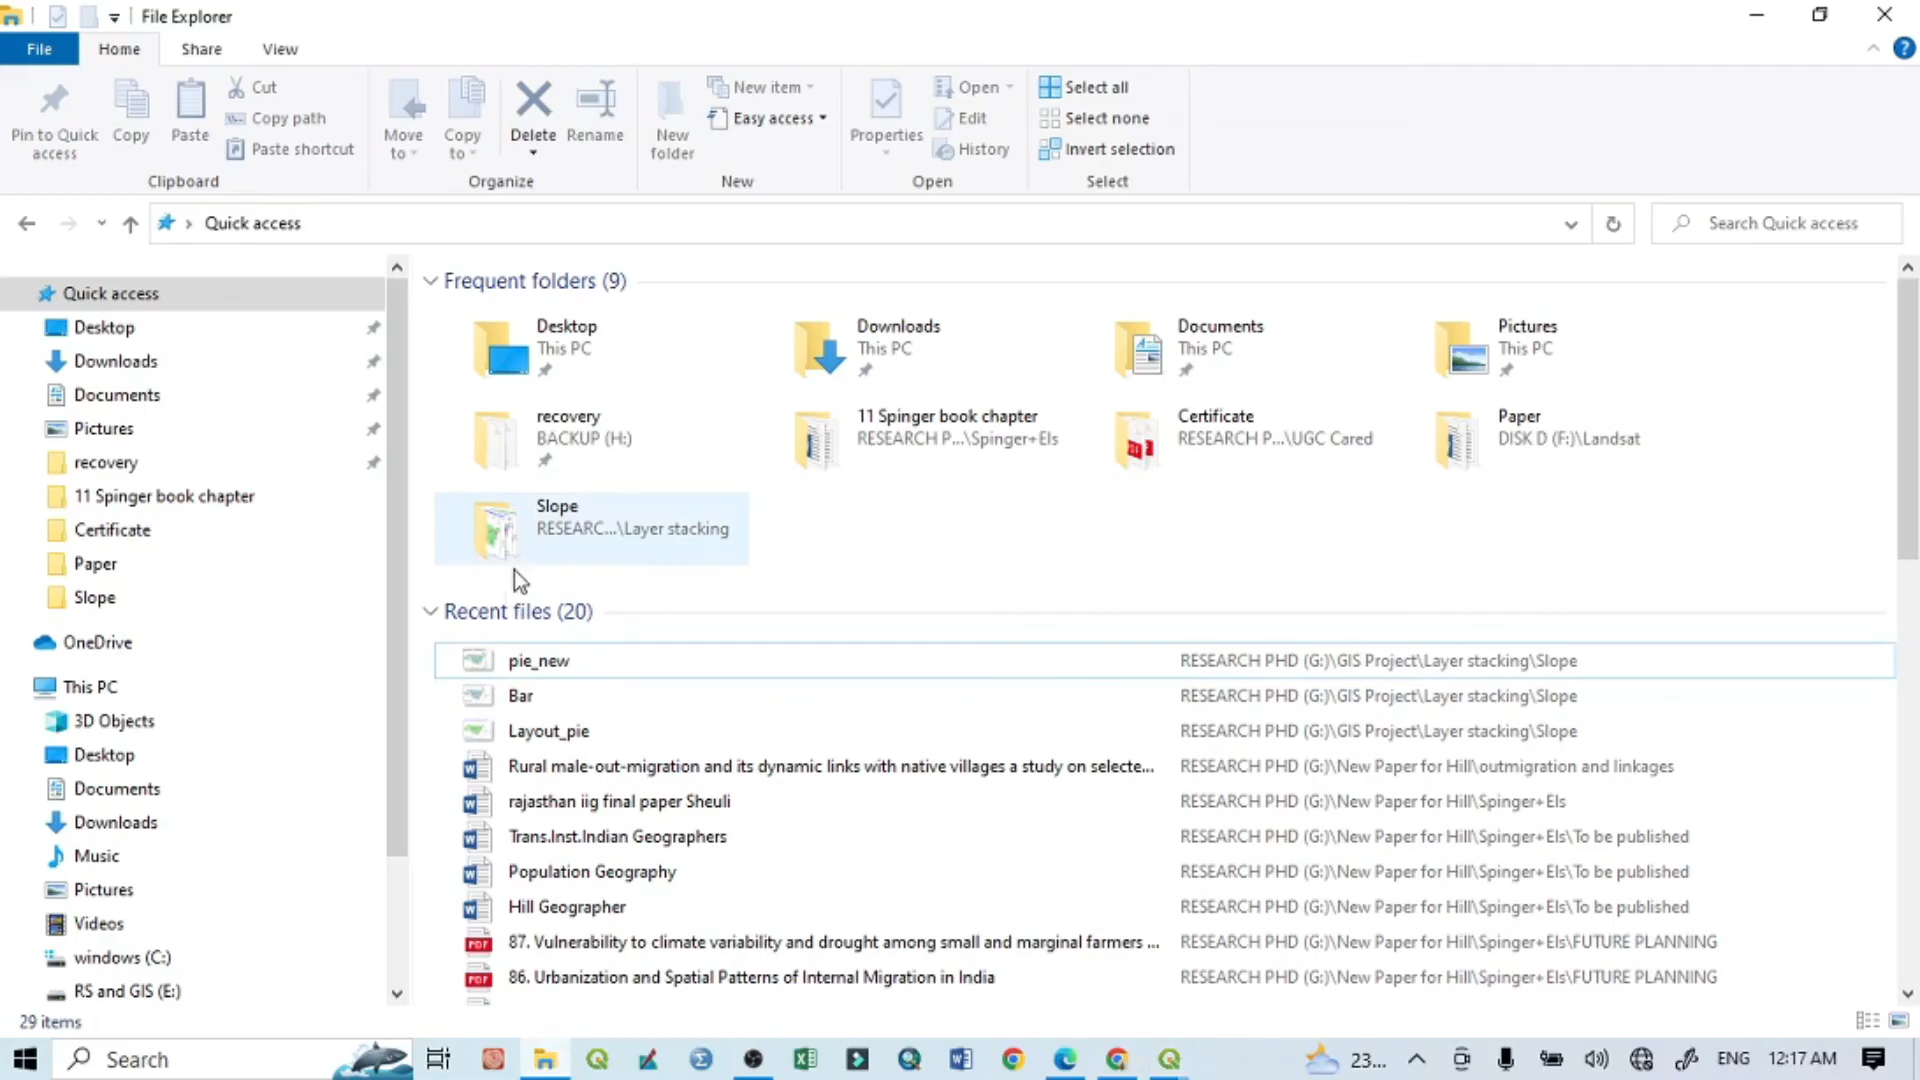 File Explorer
File Home Share View
Pin to Quick access
Copy
Paste
Cut
Copy path
Paste shortcut
Clipboard
Move to
Copy to
Delete
Rename
Organize
New folder
New item
Easy access
New
Properties
Open
Edit
History
Open
Select all
Select none
Invert selection
Select
Quick access
Search Quick access
Quick access
Desktop
Downloads
Documents
Pictures
recovery
11 Spinger book chapter
Certificate
Paper
Slope
OneDrive
This PC
3D Objects
Desktop
Documents
Downloads
Music
Pictures
Videos
windows (C:)
RS and GIS (E:)
Frequent folders (9)
Desktop
This PC
Downloads
This PC
Documents
This PC
Pictures
This PC
recovery
BACKUP (H:)
11 Spinger book chapter
RESEARCH P...\Spinger+Els
Certificate
RESEARCH P...\UGC Cared
Paper
DISK D (F:)\Landsat
Slope
RESEARC...\Layer stacking
Recent files (20)
pie_new RESEARCH PHD (G:)\GIS Project\Layer stacking\Slope
Bar RESEARCH PHD (G:)\GIS Project\Layer stacking\Slope
Layout_pie RESEARCH PHD (G:)\GIS Project\Layer stacking\Slope
Rural male-out-migration and its dynamic links with native villages a study on selecte... RESEARCH PHD (G:)\New Paper for Hill\outmigration and linkages
rajasthan iig final paper Sheuli RESEARCH PHD (G:)\New Paper for Hill\Spinger+Els
Trans.Inst.Indian Geographers RESEARCH PHD (G:)\New Paper for Hill\Spinger+Els\To be published
Population Geography RESEARCH PHD (G:)\New Paper for Hill\Spinger+Els\To be published
Hill Geographer RESEARCH PHD (G:)\New Paper for Hill\Spinger+Els\To be published
87. Vulnerability to climate variability and drought among small and marginal farmers ... RESEARCH PHD (G:)\New Paper for Hill\Spinger+Els\FUTURE PLANNING
86. Urbanization and Spatial Patterns of Internal Migration in India RESEARCH PHD (G:)\New Paper for Hill\Spinger+Els\FUTURE PLANNING
29 items
Search
23... ENG 12:17 AM